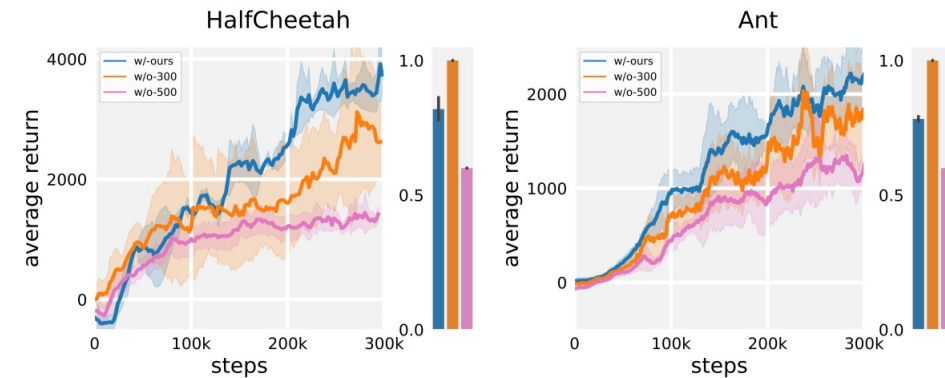 HalfCheetah
average return
4000
2000
0
w/-ours
w/o-300
w/o-500
0
100k
200k
300k
steps
1.0
0.5
0.0
Ant
average return
2000
1000
0
w/-ours
w/o-300
w/o-500
0
100k
200k
300k
steps
1.0
0.5
0.0